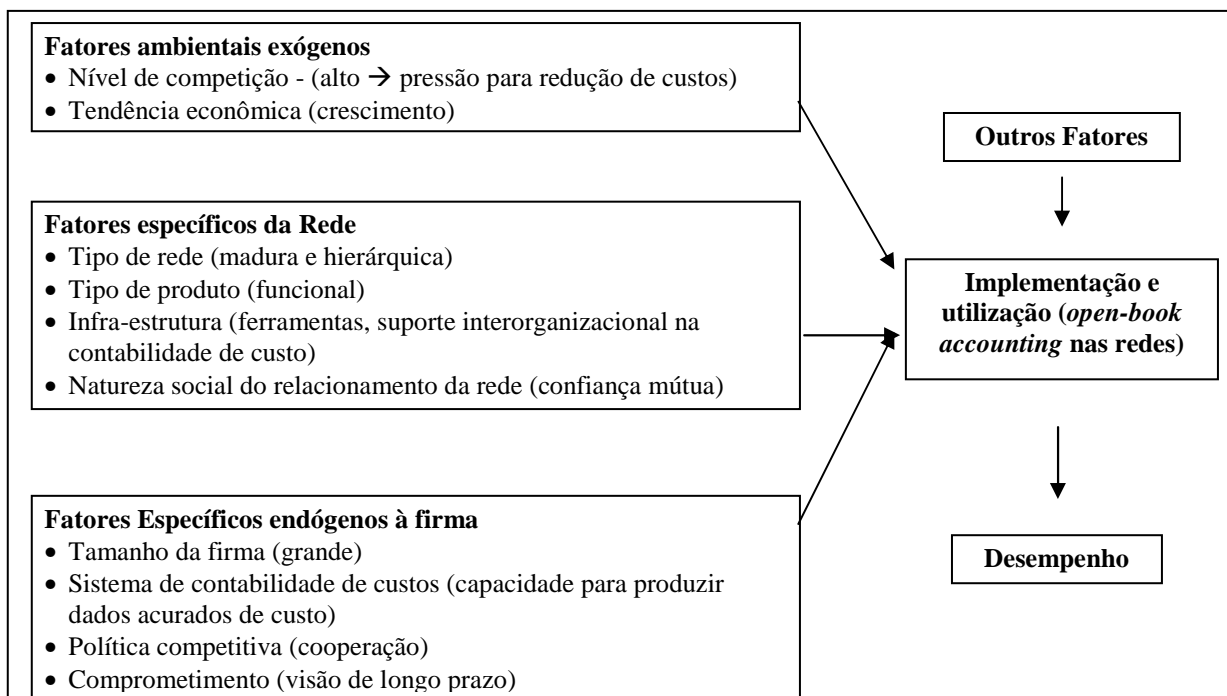 Fatores ambientais exógenos
• Nível de competição - (alto → pressão para redução de custos)
• Tendência econômica (crescimento)
Outros Fatores
Fatores específicos da Rede
• Tipo de rede (madura e hierárquica)
• Tipo de produto (funcional)
• Infra-estrutura (ferramentas, suporte interorganizacional na
contabilidade de custo)
• Natureza social do relacionamento da rede (confiança mútua)
Implementação e
utilização (open-book
accounting nas redes)
Fatores Específicos endógenos à firma
• Tamanho da firma (grande)
• Sistema de contabilidade de custos (capacidade para produzir
dados acurados de custo)
• Política competitiva (cooperação)
• Comprometimento (visão de longo prazo)
Desempenho